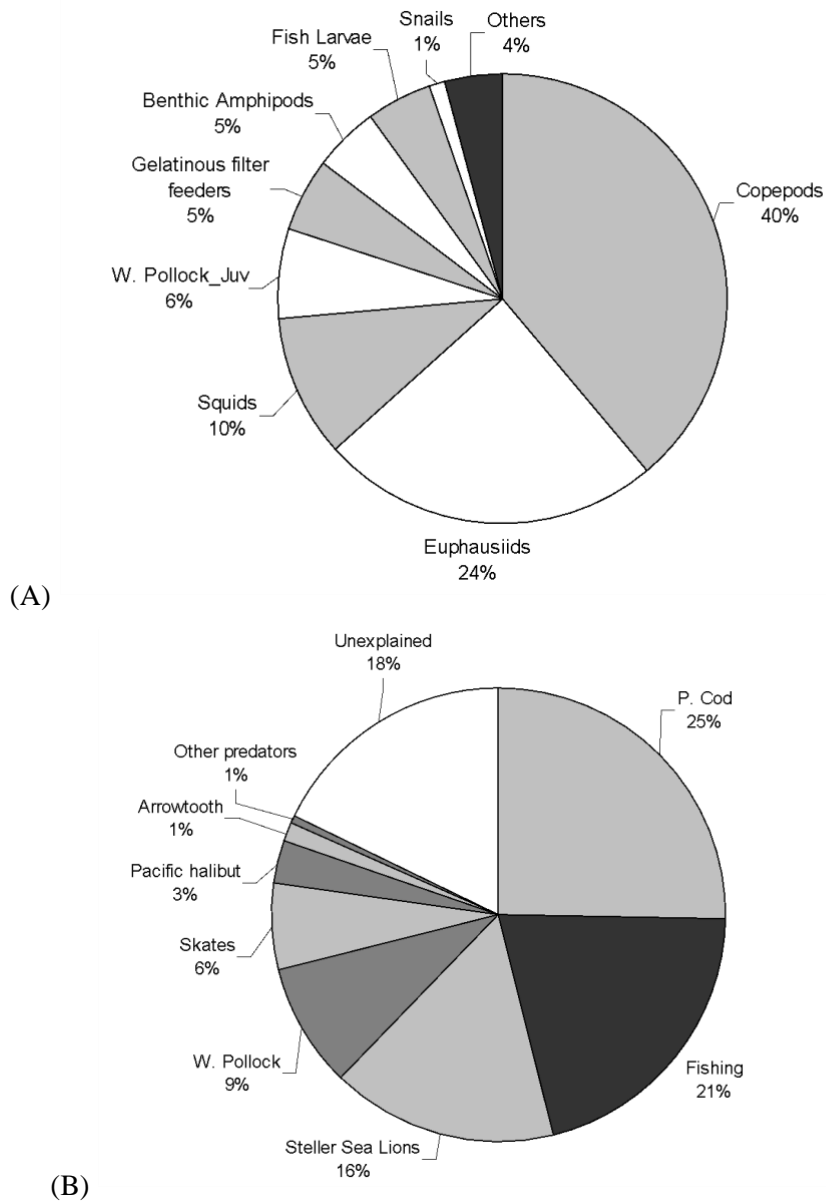 Snails
1%
Others
4%
Fish Larvae
5%
Benthic Amphipods
5%
Gelatinous filter
feeders
5%
Copepods
40%
W. Pollock_Juv
6%
Squids
10%
Euphausiids
24%
(A)
Unexplained
18%
P. Cod
25%
Other predators
1%
Arrowtooth
1%
Pacific halibut
3%
Skates
6%
W. Pollock
9%
Fishing
21%
Steller Sea Lions
16%
(B)